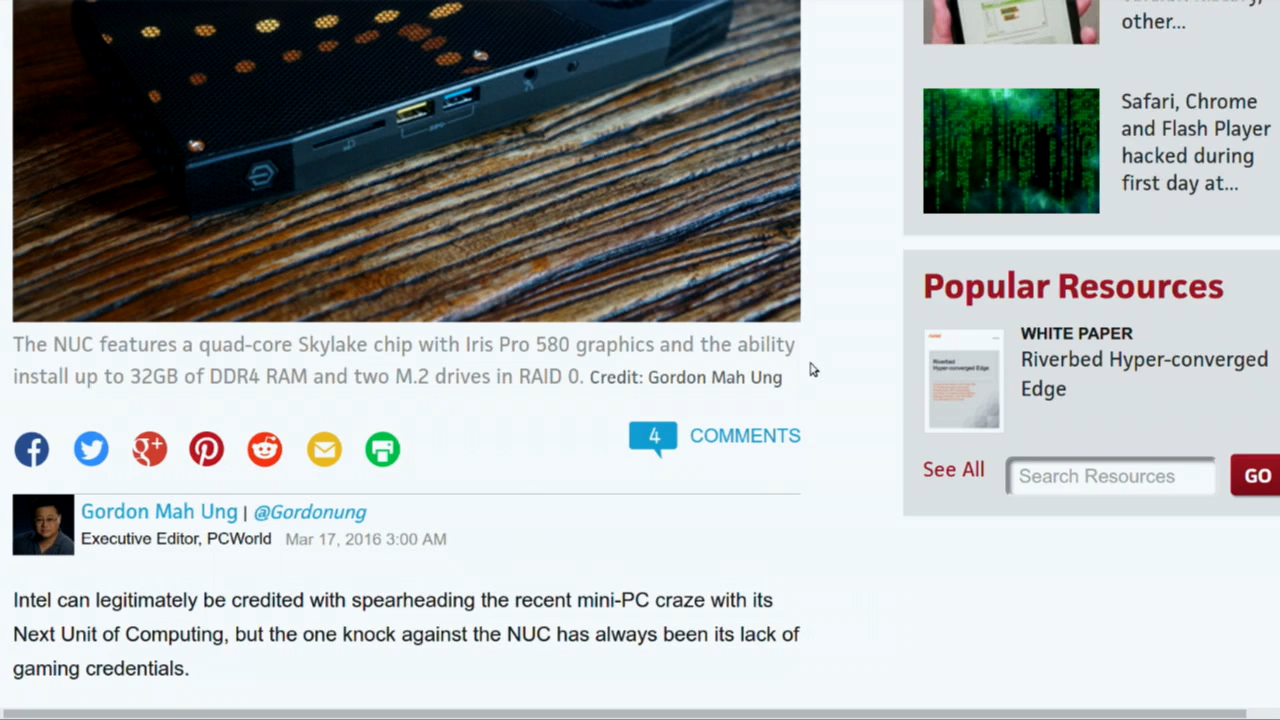 other...
Safari, Chrome
and Flash Player
hacked during
first day at...
Popular Resources
WHITE PAPER
Riverbed Hyper-converged
Edge
Riverbed
Hyper-converged Edge
See All
Search Resources
GO
The NUC features a quad-core Skylake chip with Iris Pro 580 graphics and the ability
install up to 32GB of DDR4 RAM and two M.2 drives in RAID 0. Credit: Gordon Mah Ung
4 COMMENTS
Gordon Mah Ung | @Gordonung
Executive Editor, PCWorld Mar 17, 2016 3:00 AM
Intel can legitimately be credited with spearheading the recent mini-PC craze with its
Next Unit of Computing, but the one knock against the NUC has always been its lack of
gaming credentials.